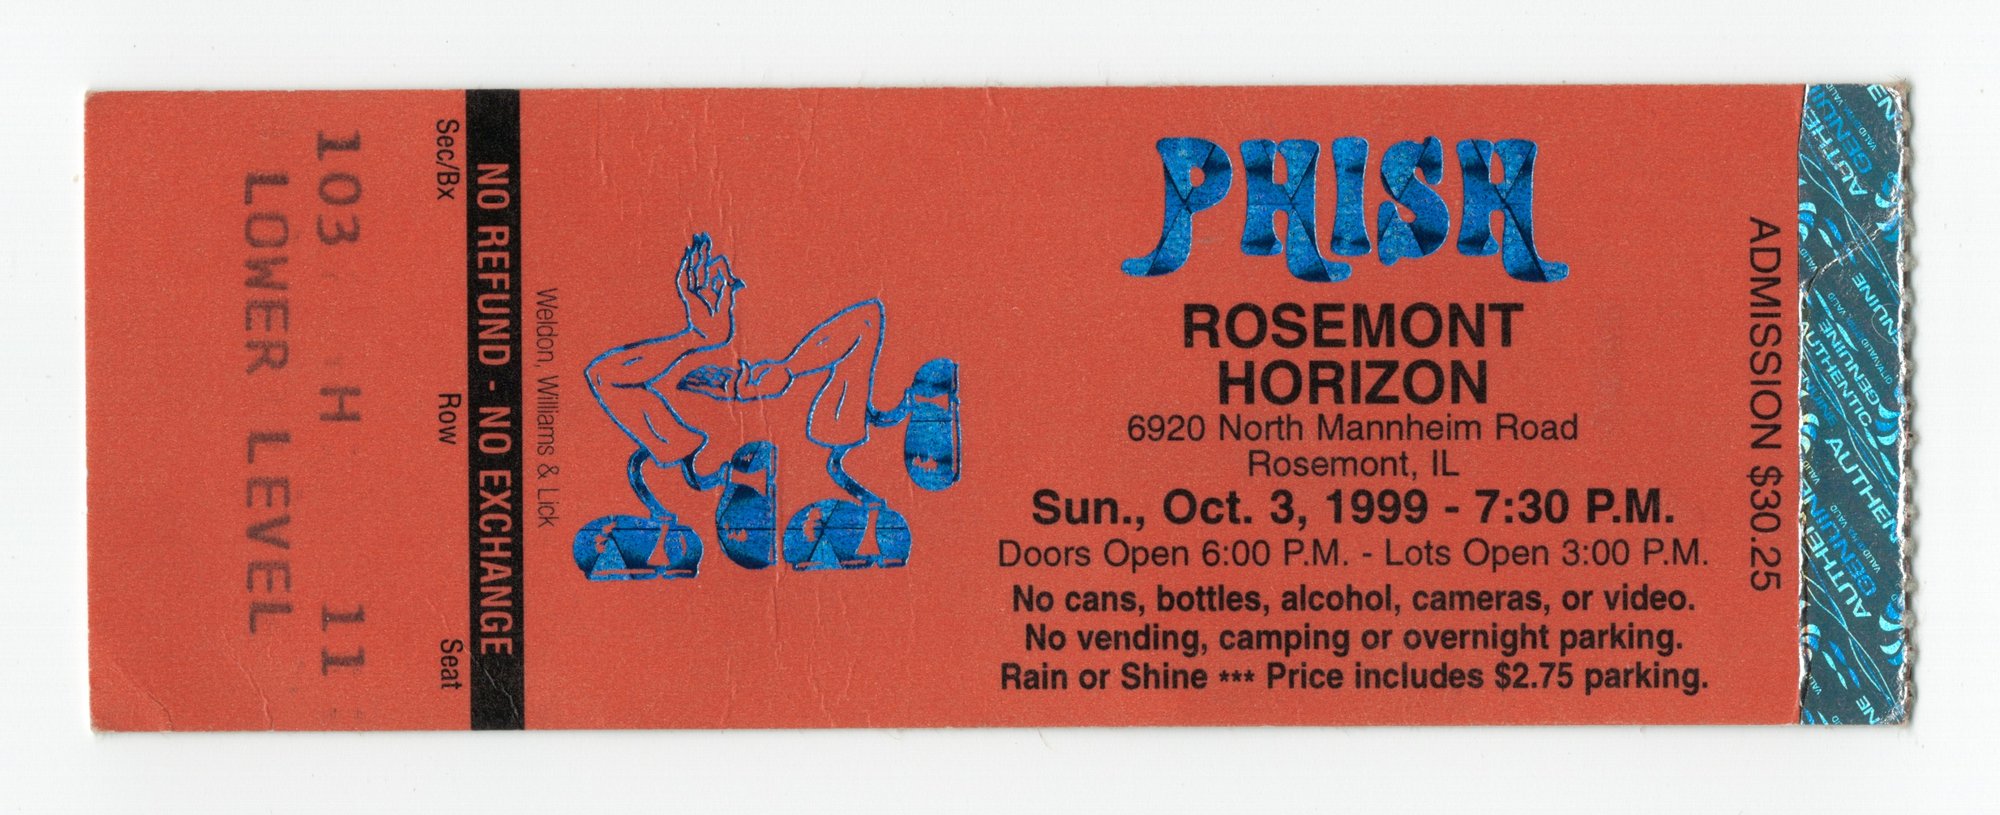 PHISH
ROSEMONT
HORIZON
6920 North Mannheim Road
Rosemont, IL
Sun., Oct. 3, 1999 - 7:30 P.M.
Doors Open 6:00 P.M. - Lots Open 3:00 P.M.
No cans, bottles, alcohol, cameras, or video.
No vending, camping or overnight parking.
Rain or Shine *** Price includes $2.75 parking.
ADMISSION $30.25
Weldon, Williams & Lick
NO REFUND - NO EXCHANGE
Sec/Bx Row Seat
103 H 11
LOWER LEVEL
AUTHENTIC
GENUINE
VALID